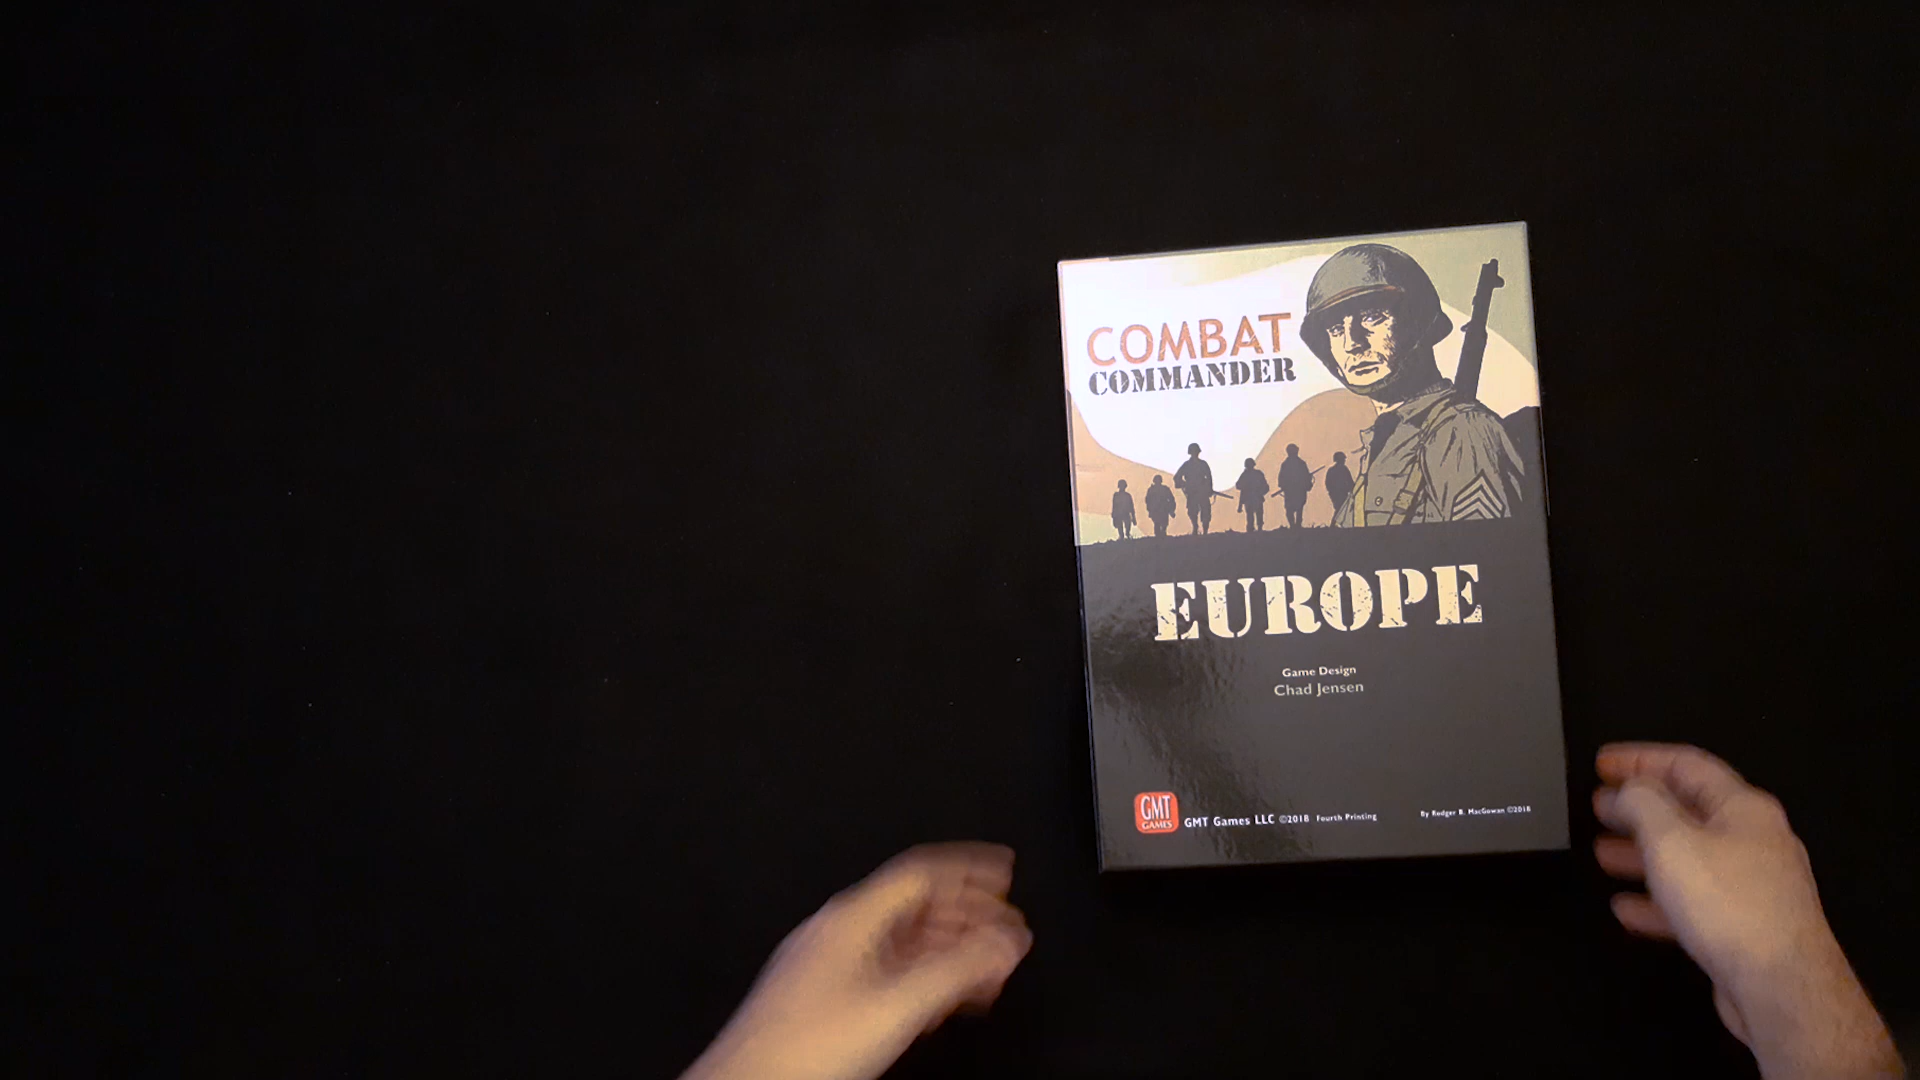 COMBAT
COMMANDER
EUROPE
Game Design
Chad Jensen
GMT
GAMES
GMT Games LLC ©2018 Fourth Printing
By Rodger B. MacGowan ©2018